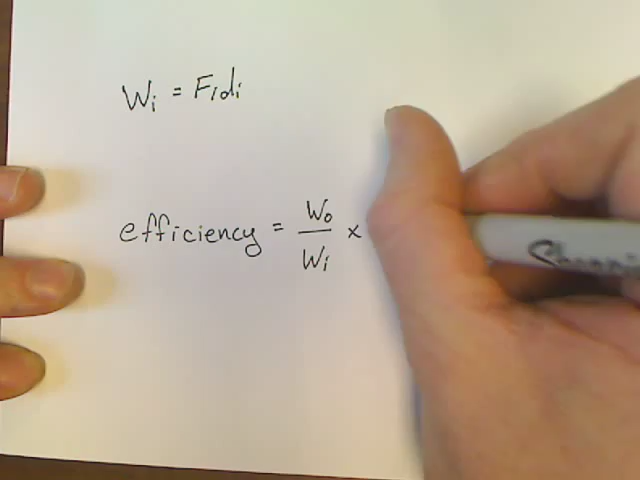 Wi = Fidi
efficiency = Wo/Wi ×